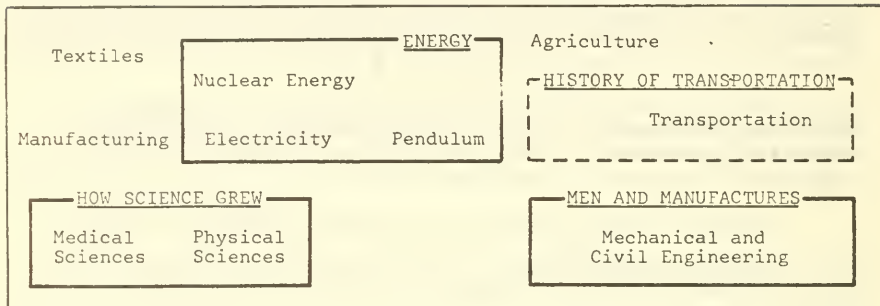 ENERGY
Agriculture
Textiles
Nuclear Energy
HISTORY OF TRANSPORTATION
Transportation
Manufacturing
Electricity Pendulum
HOW SCIENCE GREW
Medical Physical
Sciences Sciences
MEN AND MANUFACTURES
Mechanical and
Civil Engineering